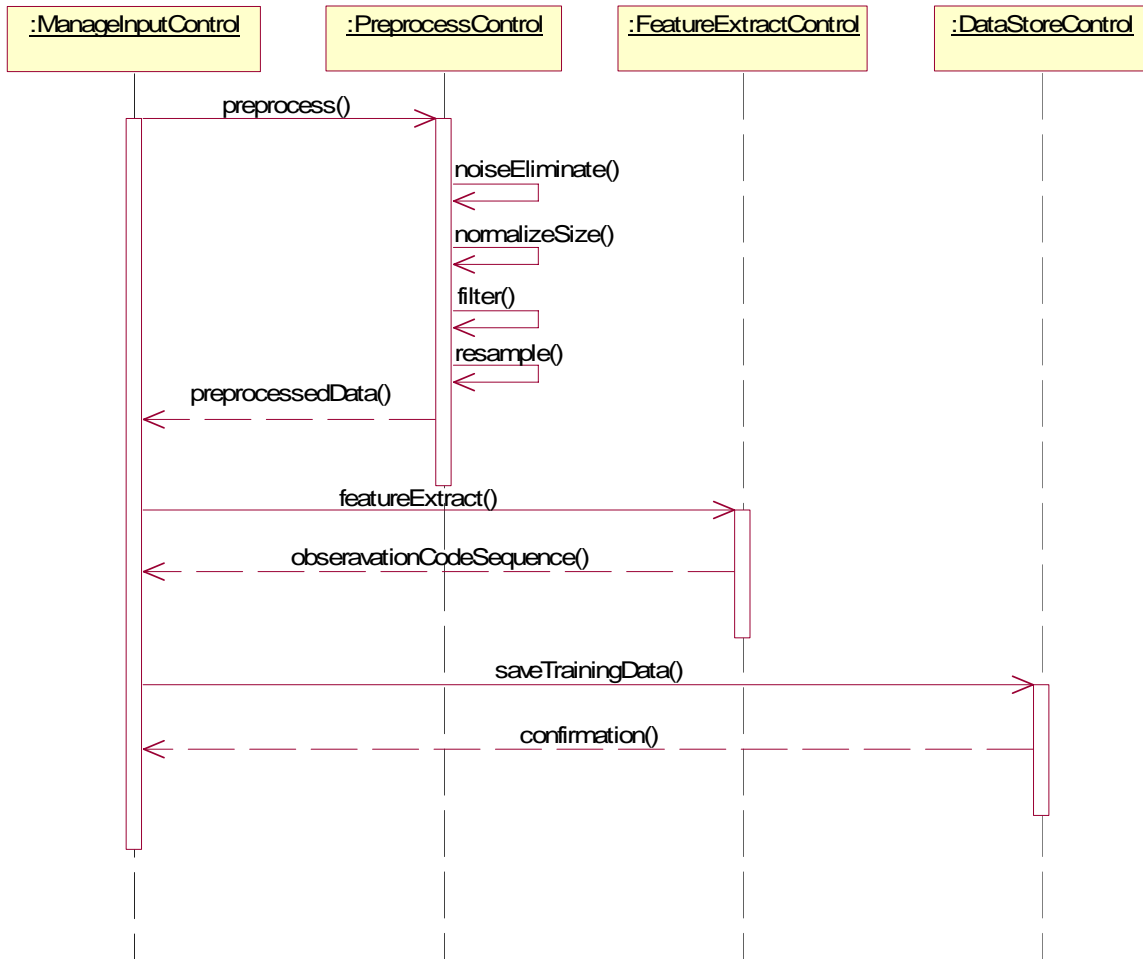 :ManageInputControl
:PreprocessControl
:FeatureExtractControl
:DataStoreControl
preprocess()
noiseEliminate()
normalizeSize()
filter()
resample()
preprocessedData()
featureExtract()
obseravationCodeSequence()
saveTrainingData()
confirmation()